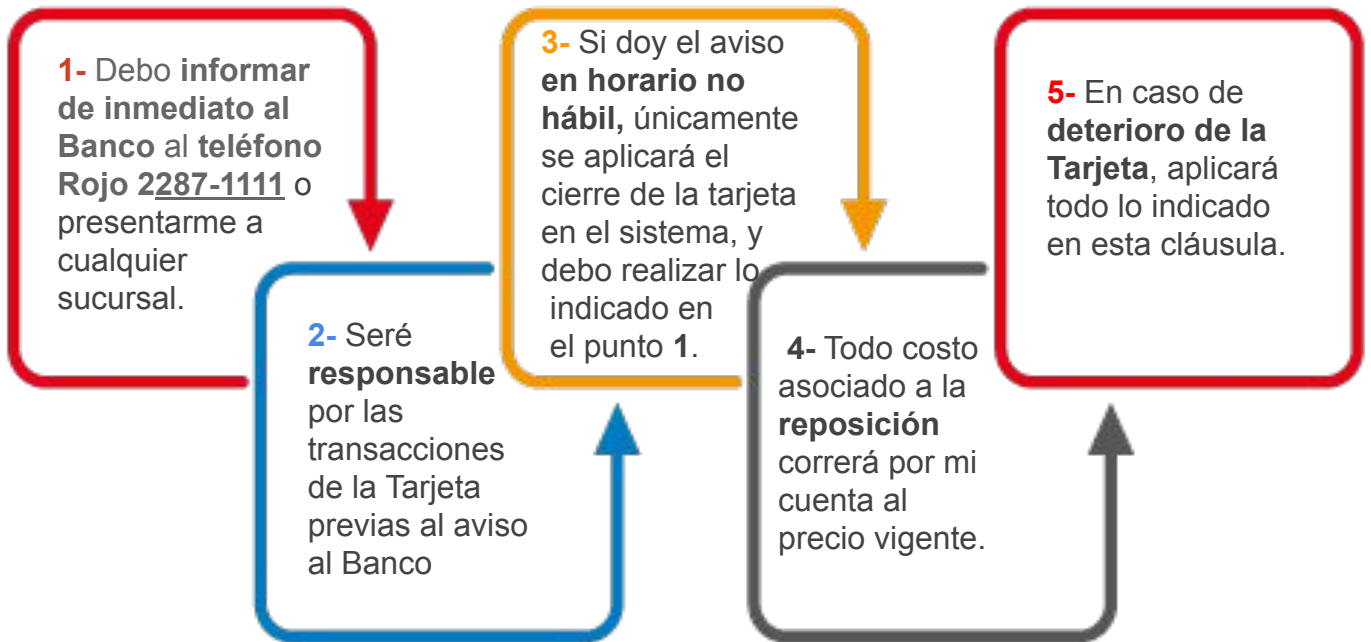 1- Debo informar
de inmediato al
Banco al teléfono
Rojo 2287-1111 o
presentarme a
cualquier
sucursal.
2- Seré
responsable
por las
transacciones
de la Tarjeta
previas al aviso
al Banco
3- Si doy el aviso
en horario no
hábil, únicamente
se aplicará el
cierre de la tarjeta
en el sistema, y
debo realizar lo
indicado en
el punto 1.
4- Todo costo
asociado a la
reposición
correrá por mi
cuenta al
precio vigente.
5- En caso de
deterioro de la
Tarjeta, aplicará
todo lo indicado
en esta cláusula.